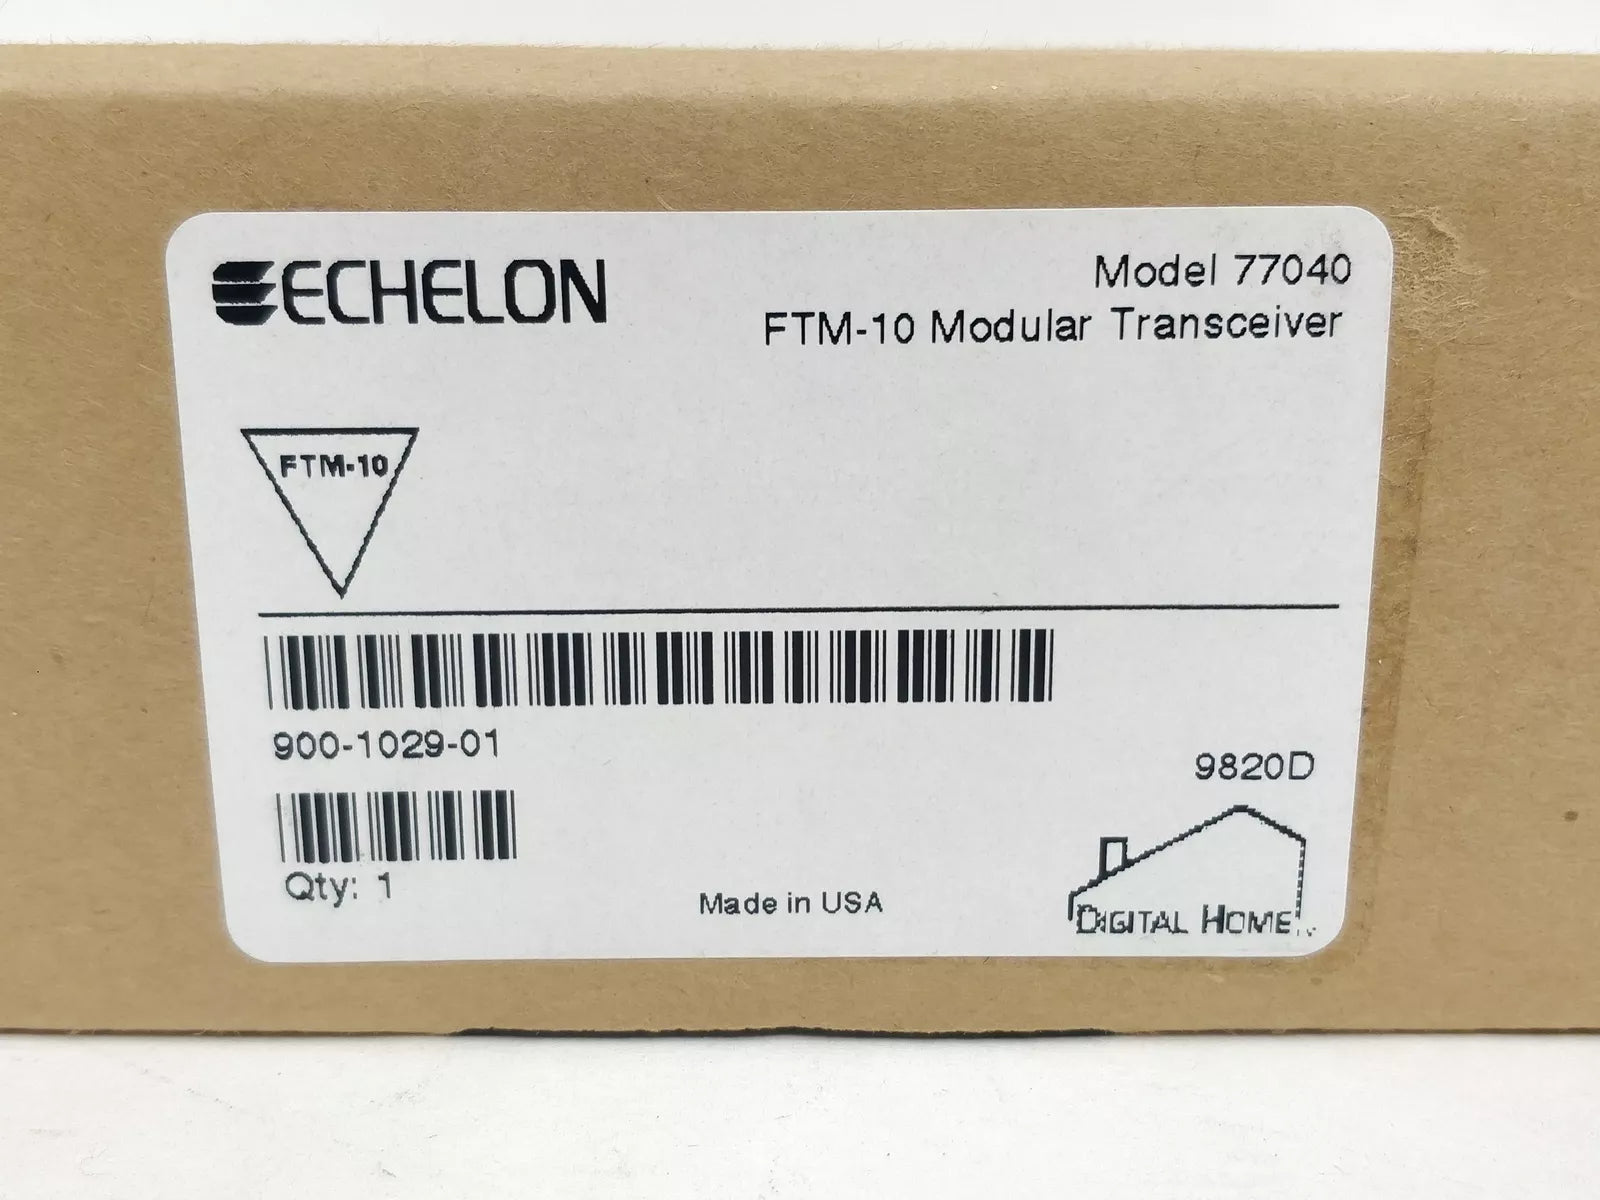 ECHELON
Model 77040
FTM-10 Modular Transceiver
FTM-10
900-1029-01
9820D
Qty: 1
Made in USA
DIGITAL HOME